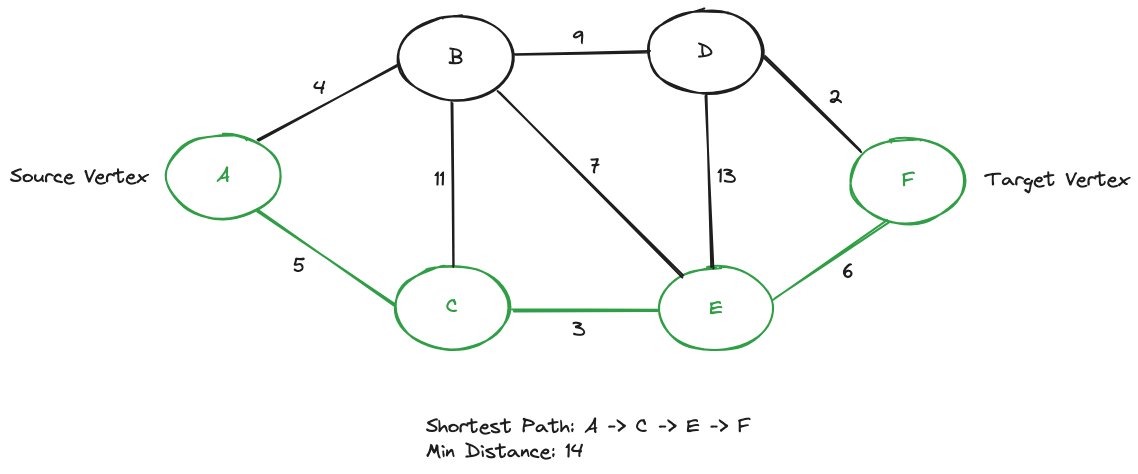 B
9
D
4
2
7
Source Vertex
A
11
13
F
Target Vertex
5
6
C
3
E
Shortest Path: A -> C -> E -> F
Min Distance: 14